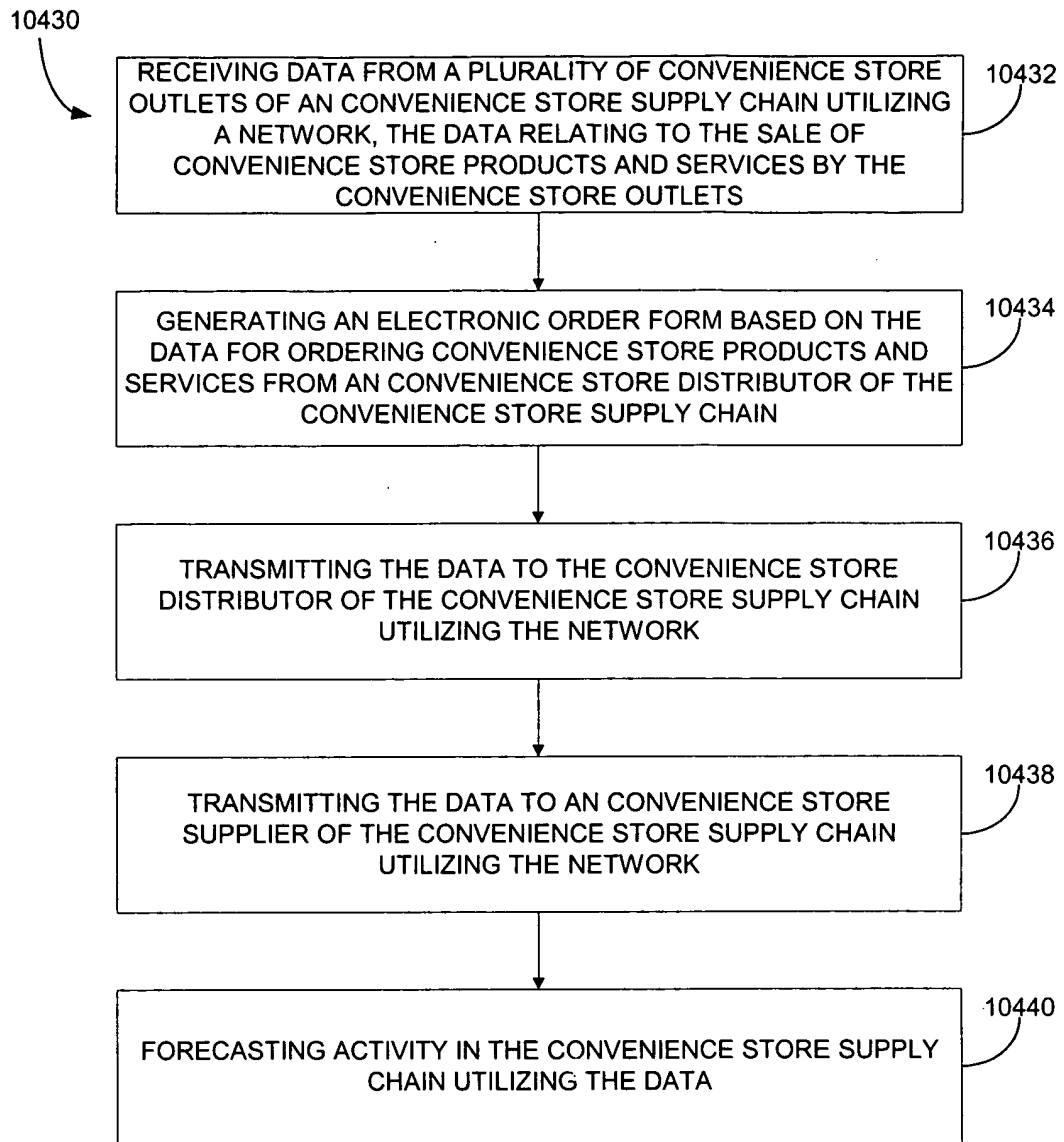 10430
RECEIVING DATA FROM A PLURALITY OF CONVENIENCE STORE
OUTLETS OF AN CONVENIENCE STORE SUPPLY CHAIN UTILIZING
A NETWORK, THE DATA RELATING TO THE SALE OF
CONVENIENCE STORE PRODUCTS AND SERVICES BY THE
CONVENIENCE STORE OUTLETS
10432
GENERATING AN ELECTRONIC ORDER FORM BASED ON THE
DATA FOR ORDERING CONVENIENCE STORE PRODUCTS AND
SERVICES FROM AN CONVENIENCE STORE DISTRIBUTOR OF THE
CONVENIENCE STORE SUPPLY CHAIN
10434
TRANSMITTING THE DATA TO THE CONVENIENCE STORE
DISTRIBUTOR OF THE CONVENIENCE STORE SUPPLY CHAIN
UTILIZING THE NETWORK
10436
TRANSMITTING THE DATA TO AN CONVENIENCE STORE
SUPPLIER OF THE CONVENIENCE STORE SUPPLY CHAIN
UTILIZING THE NETWORK
10438
FORECASTING ACTIVITY IN THE CONVENIENCE STORE SUPPLY
CHAIN UTILIZING THE DATA
10440